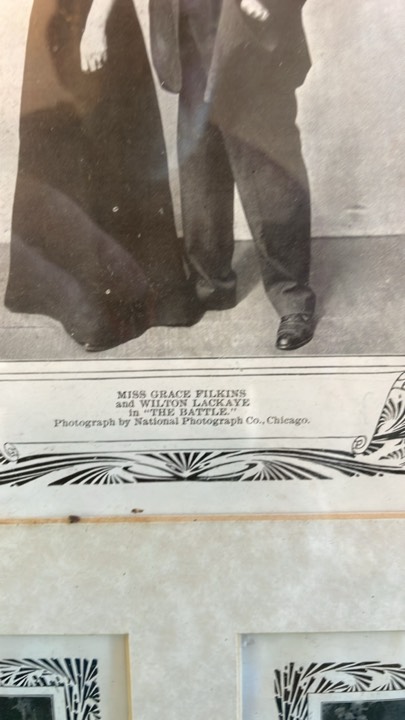 MISS GRACE FILKINS
and WILTON LACKAYE
in "THE BATTLE."
Photograph by National Photograph Co., Chicago.